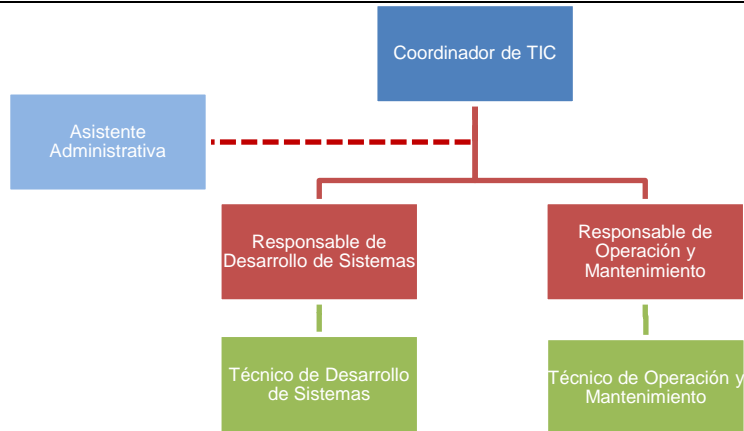 Coordinador de TIC
Asistente
Administrativa
Responsable de
Desarrollo de Sistemas
Responsable de
Operación y
Mantenimiento
Técnico de Desarrollo
de Sistemas
Técnico de Operación y
Mantenimiento